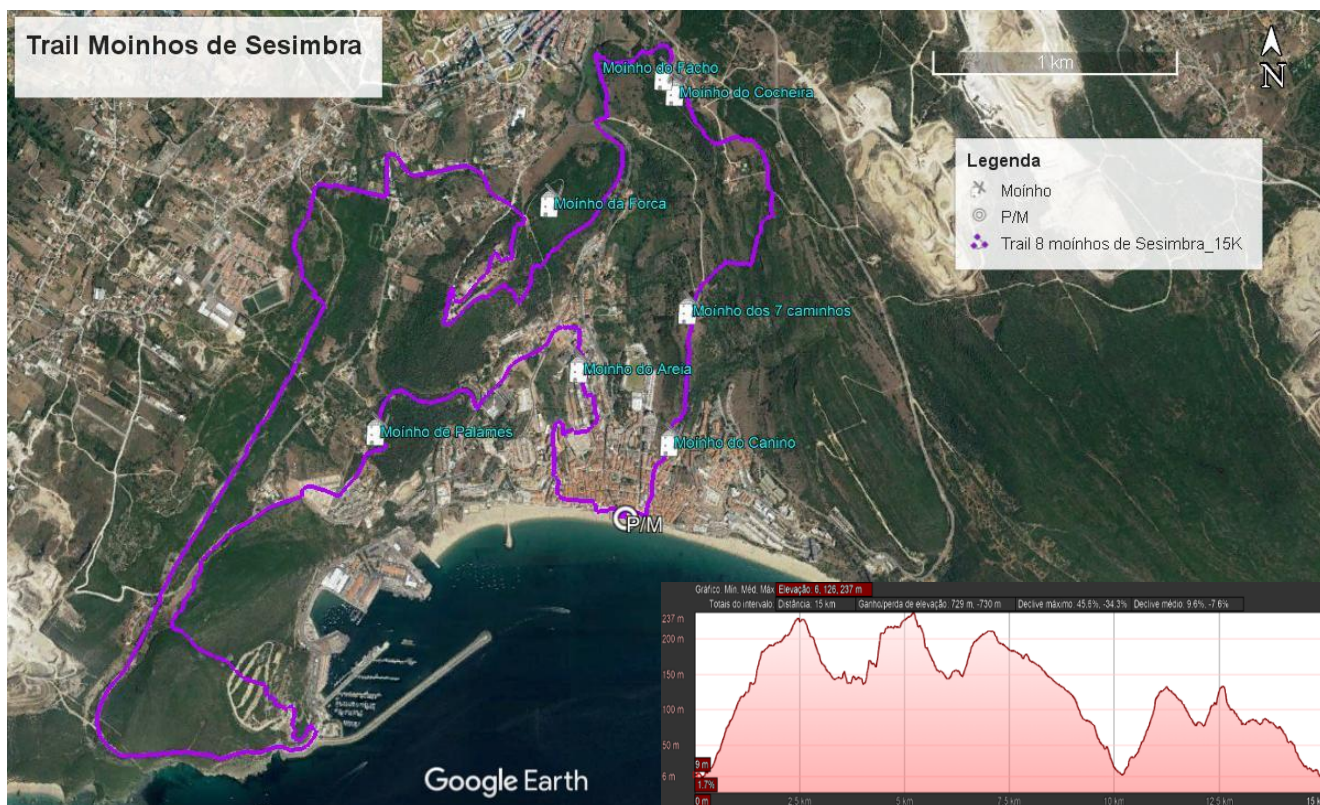 Trail Moinhos de Sesimbra
1 km
N
Moinho do Facho
Moinho do Cocheira
Legenda
Moínho
P/M
Trail 8 moínhos de Sesimbra_15K
Moinho da Forca
Moinho dos 7 caminhos
Moinho do Areia
Moinho de Palames
Moinho do Canino
P/M
Google Earth
Gráfico: Mín. Méd. Máx Elevação: 6, 126, 237 m
Totais do intervalo: Distância: 15 km Ganho/perda de elevação: 729 m, -730 m Declive máximo: 45.6%, -34.3% Declive médio: 9.6%, -7.6%
237 m
200 m
150 m
100 m
50 m
9 m
6 m
1.7%
0 m 2.5 km 5 km 7.5 km 10 km 12.5 km